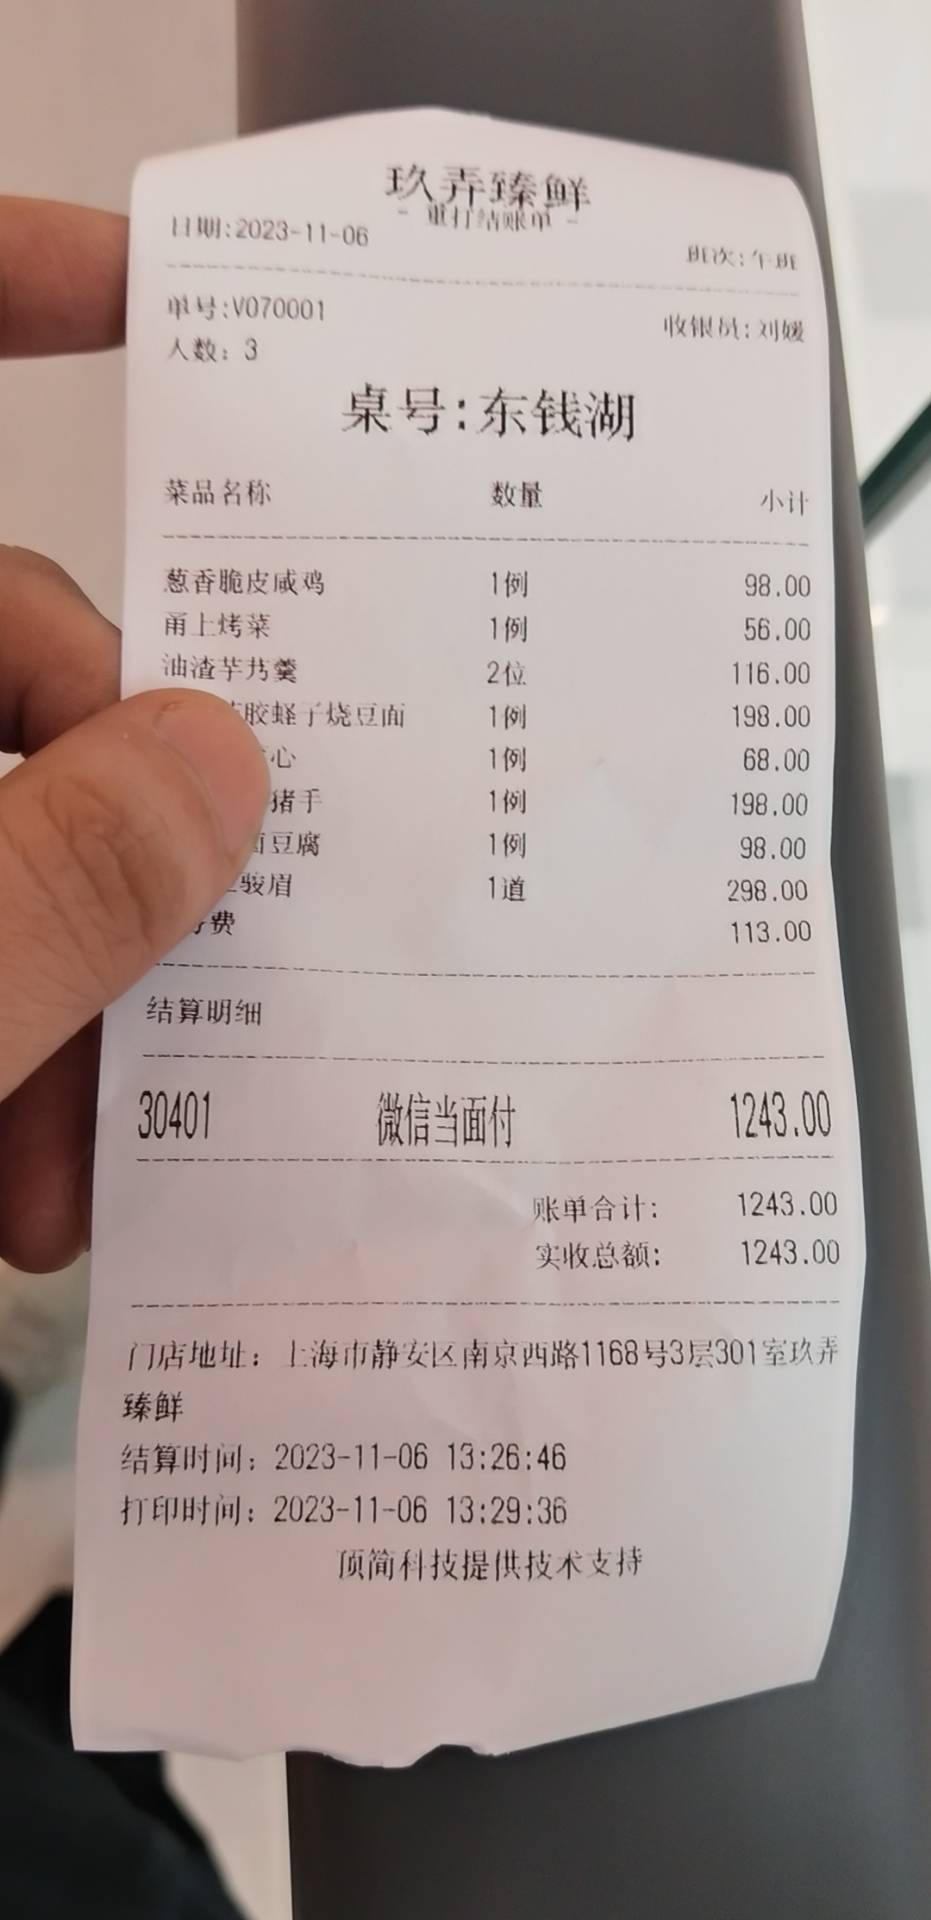 玖弄臻鲜
- 重打结账单 -
日期:2023-11-06 班次:午班
单号:V070001 收银员:刘媛
人数: 3
桌号:东钱湖
菜品名称 数量 小计
葱香脆皮咸鸡 1例 98.00
甬上烤菜 1例 56.00
油渣芋艿羹 2位 116.00
胶蛏子烧豆面 1例 198.00
心 1例 68.00
猪手 1例 198.00
豆腐 1例 98.00
骏眉 1道 298.00
费 113.00
结算明细
30401 微信当面付 1243.00
账单合计: 1243.00
实收总额: 1243.00
门店地址: 上海市静安区南京西路1168号3层301室玖弄
臻鲜
结算时间: 2023-11-06 13:26:46
打印时间: 2023-11-06 13:29:36
顶简科技提供技术支持